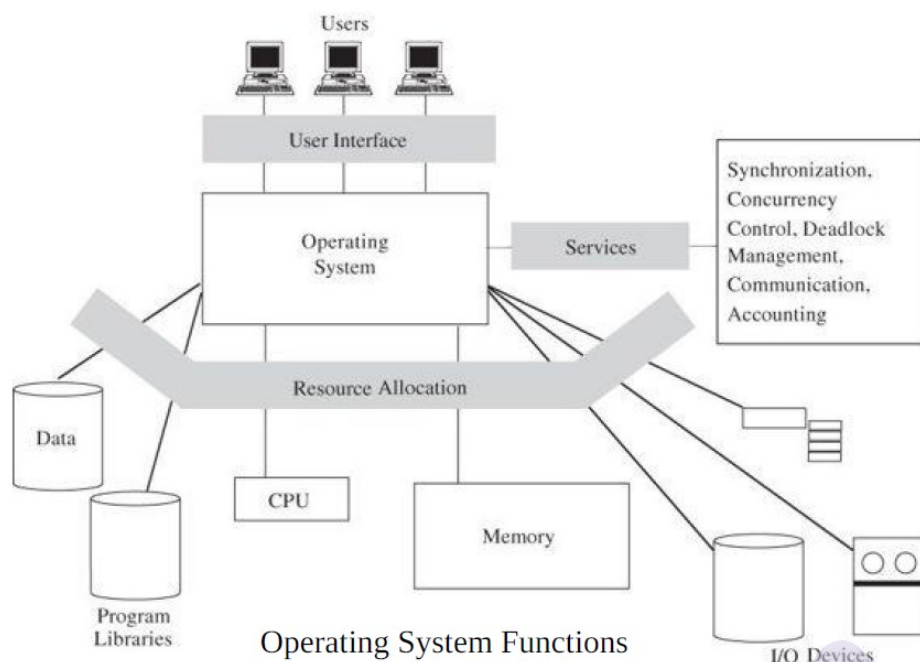 Users
User Interface
Operating
System
Services
Synchronization,
Concurrency
Control, Deadlock
Management,
Communication,
Accounting
Resource Allocation
Data
CPU
Memory
Program
Libraries
Operating System Functions
I/O Devices